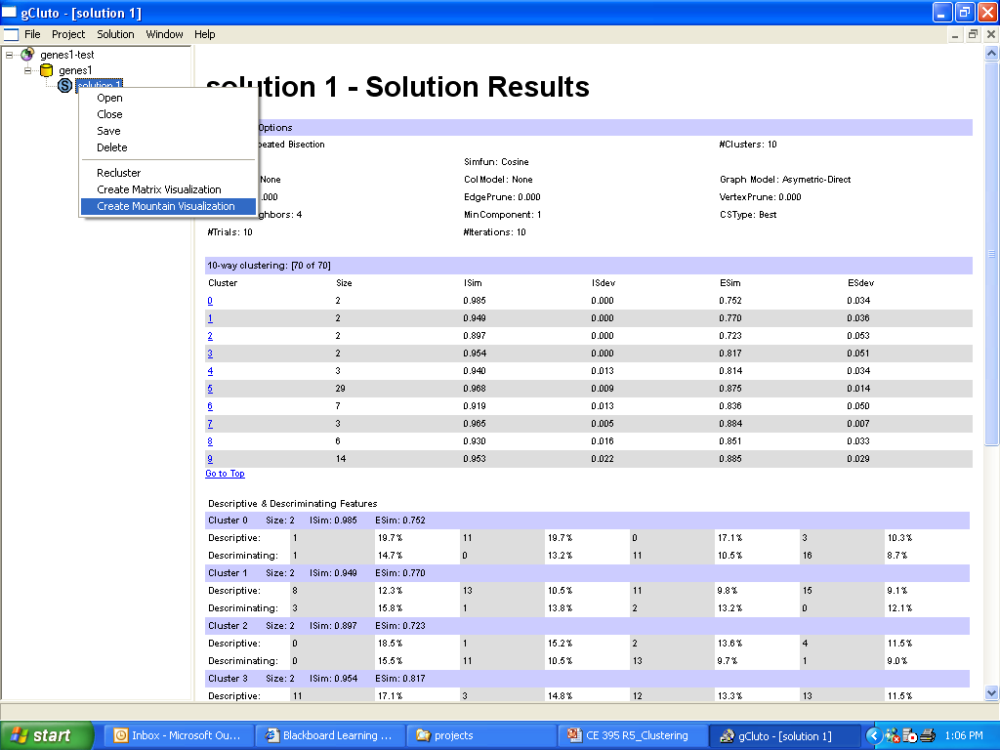 gCluto - [solution 1]
File Project Solution Window Help
genes1-test
genes1
solution 1
Open
Close
Save
Delete
Recluster
Create Matrix Visualization
Create Mountain Visualization
solution 1 - Solution Results
Options
peated Bisection #Clusters: 10
Simfun: Cosine
None ColModel: None Graph Model: Asymetric-Direct
.000 EdgePrune: 0.000 VertexPrune: 0.000
ghbors: 4 MinComponent: 1 CSType: Best
#Trials: 10 #Iterations: 10
10-way clustering: [70 of 70]
Cluster Size ISim ISdev ESim ESdev
0 2 0.985 0.000 0.752 0.034
1 2 0.949 0.000 0.770 0.036
2 2 0.897 0.000 0.723 0.053
3 2 0.954 0.000 0.817 0.051
4 3 0.940 0.013 0.814 0.034
5 29 0.968 0.009 0.875 0.014
6 7 0.919 0.013 0.836 0.050
7 3 0.965 0.005 0.884 0.007
8 6 0.930 0.016 0.851 0.033
9 14 0.953 0.022 0.885 0.029
Go to Top
Descriptive & Descriminating Features
Cluster 0 Size: 2 ISim: 0.985 ESim: 0.752
Descriptive: 1 19.7% 11 19.7% 0 17.1% 3 10.3%
Descriminating: 1 14.7% 0 13.2% 11 10.5% 16 8.7%
Cluster 1 Size: 2 ISim: 0.949 ESim: 0.770
Descriptive: 8 12.3% 13 10.5% 11 9.8% 15 9.1%
Descriminating: 3 15.8% 1 13.8% 2 13.2% 0 12.1%
Cluster 2 Size: 2 ISim: 0.897 ESim: 0.723
Descriptive: 0 18.5% 1 15.2% 2 13.6% 4 11.5%
Descriminating: 0 15.5% 11 10.5% 13 9.7% 1 9.0%
Cluster 3 Size: 2 ISim: 0.954 ESim: 0.817
Descriptive: 11 17.1% 3 14.8% 12 13.3% 13 11.5%
start Inbox - Microsoft Ou... Blackboard Learning ... projects CE 395 R5_Clustering gCluto - [solution 1] 1:06 PM